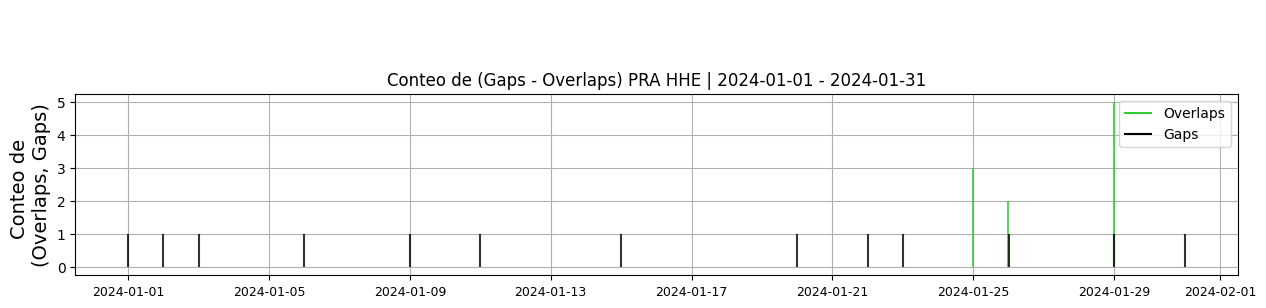 Conteo de (Gaps - Overlaps) PRA HHE | 2024-01-01 - 2024-01-31
Conteo de
(Overlaps, Gaps)
5
4
3
2
1
0
Overlaps
Gaps
2024-01-01 2024-01-05 2024-01-09 2024-01-13 2024-01-17 2024-01-21 2024-01-25 2024-01-29 2024-02-01